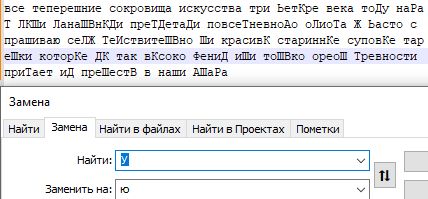 все теперешние сокровища искусства три ЬетКре века тоДу наРа
Т ЛКШи ЛанаШВнКДи преТДетаДи повсеТневноАо оЛиоТа Ж Ьасто с
прашиваю сеЛЖ ТеЙствитеШВно Ши красивК стариннКе суповКе тар
еШки которКе ДК так вКсоко ФениД иШи тоШВко ореоШ Тревности
приТает иД преШестВ в наши АШаРа
Замена
Найти Замена Найти в файлах Найти в Проектах Пометки
Найти: У
Заменить на: ю